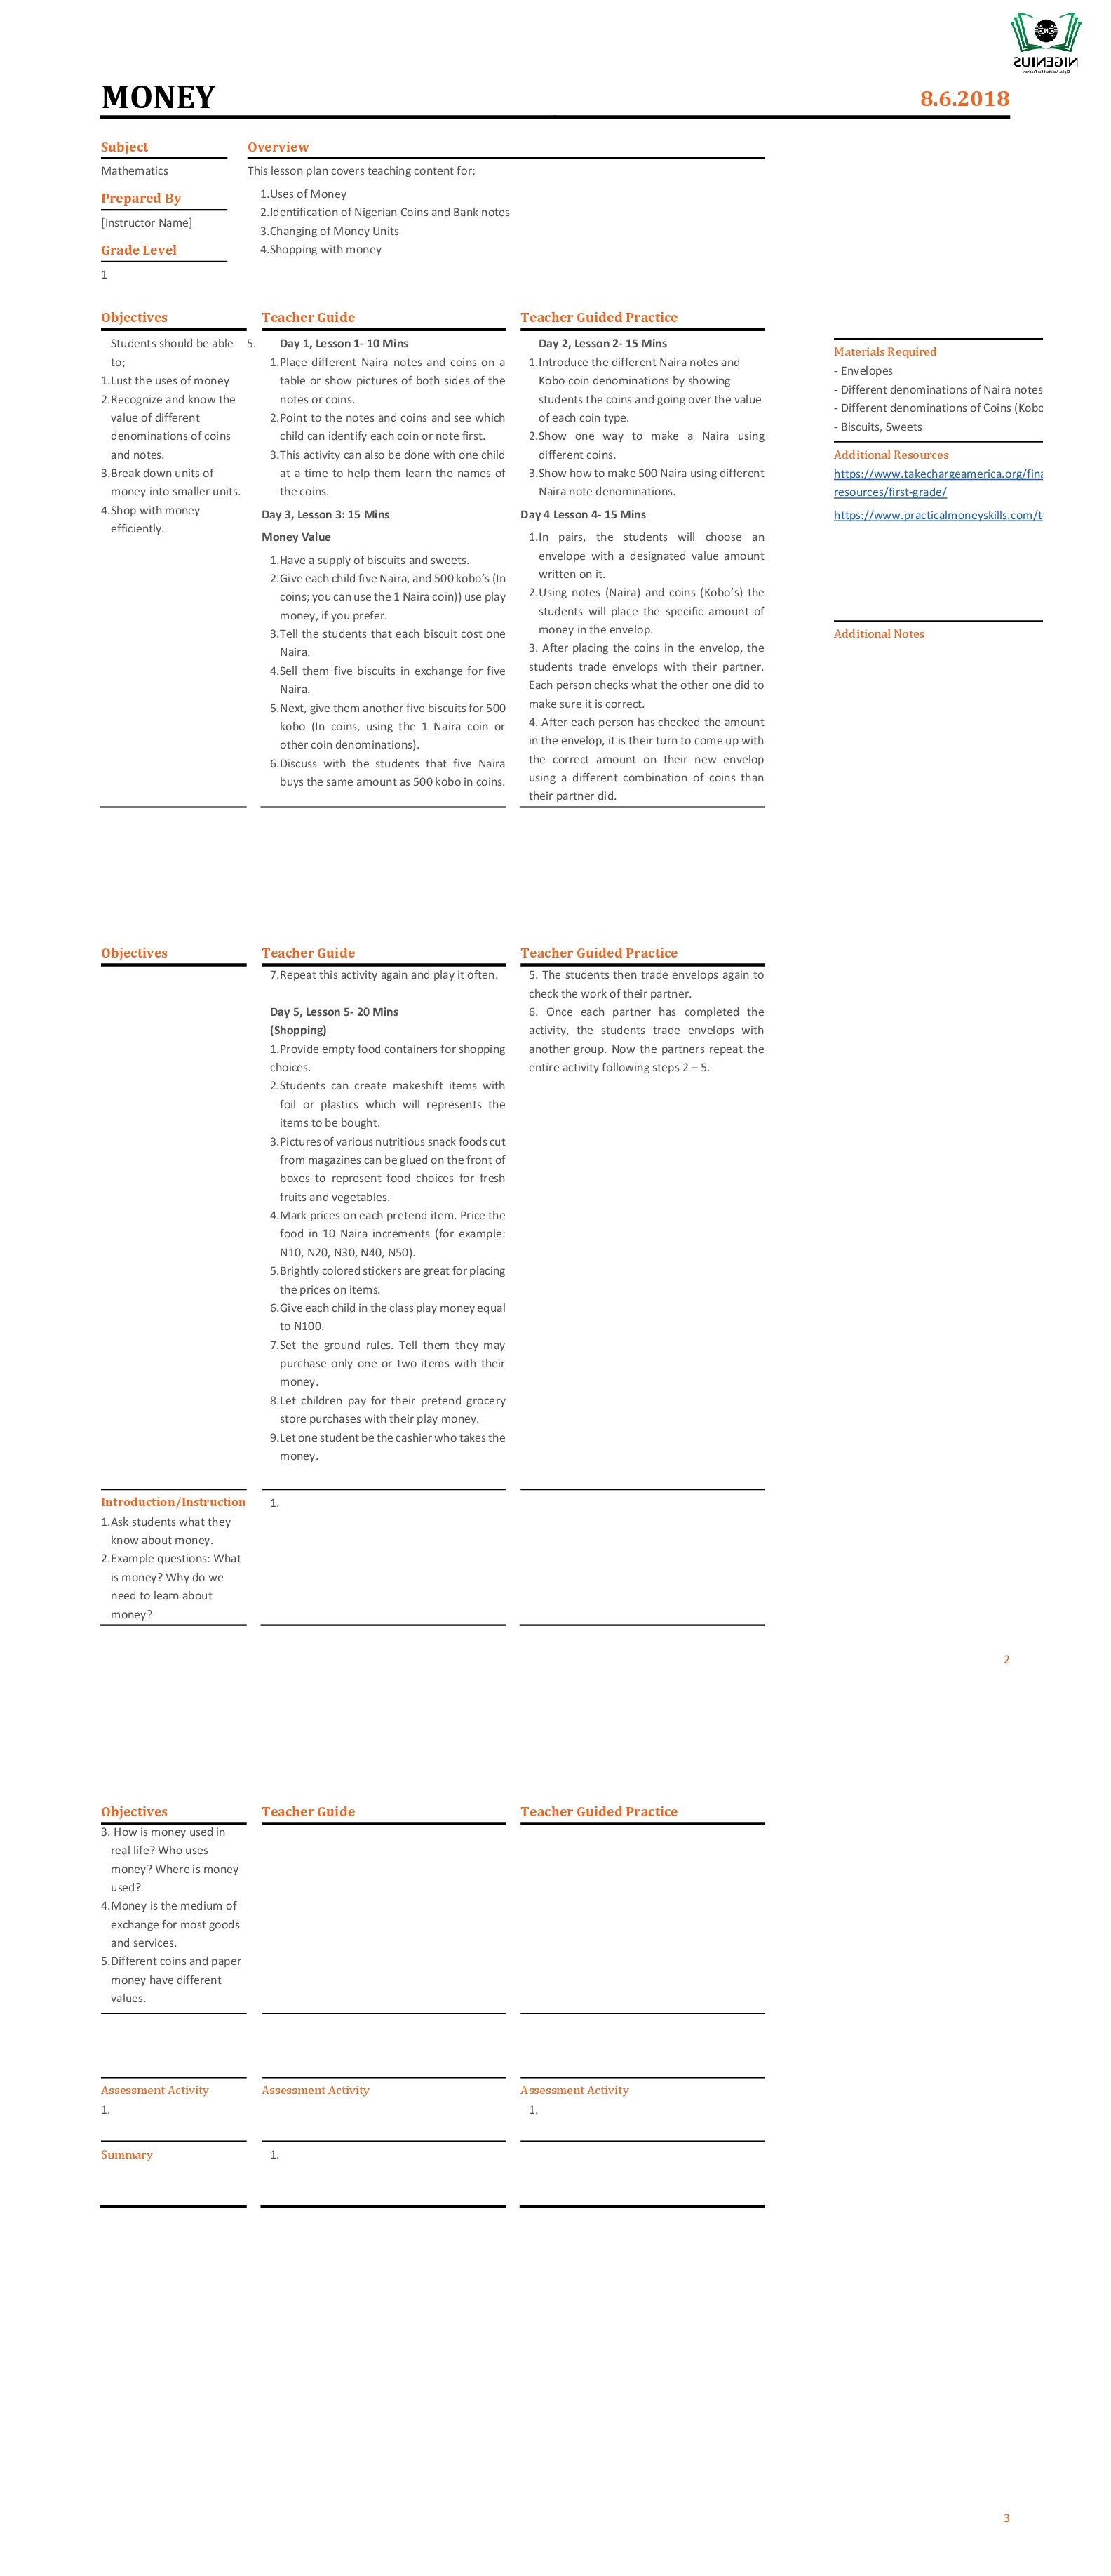 NIGENIUS
MONEY
8.6.2018
Subject
Mathematics
Prepared By
[Instructor Name]
Grade Level
1
Overview
This lesson plan covers teaching content for;
1.Uses of Money
2.Identification of Nigerian Coins and Bank notes
3.Changing of Money Units
4.Shopping with money
Objectives
Students should be able
to;
1.Lust the uses of money
2.Recognize and know the
value of different
denominations of coins
and notes.
3.Break down units of
money into smaller units.
4.Shop with money
efficiently.
Teacher Guide
5. Day 1, Lesson 1- 10 Mins
1.Place different Naira notes and coins on a
table or show pictures of both sides of the
notes or coins.
2.Point to the notes and coins and see which
child can identify each coin or note first.
3.This activity can also be done with one child
at a time to help them learn the names of
the coins.
Day 3, Lesson 3: 15 Mins
Money Value
1.Have a supply of biscuits and sweets.
2.Give each child five Naira, and 500 kobo’s (In
coins; you can use the 1 Naira coin)) use play
money, if you prefer.
3.Tell the students that each biscuit cost one
Naira.
4.Sell them five biscuits in exchange for five
Naira.
5.Next, give them another five biscuits for 500
kobo (In coins, using the 1 Naira coin or
other coin denominations).
6.Discuss with the students that five Naira
buys the same amount as 500 kobo in coins.
Teacher Guided Practice
Day 2, Lesson 2- 15 Mins
1.Introduce the different Naira notes and
Kobo coin denominations by showing
students the coins and going over the value
of each coin type.
2.Show one way to make a Naira using
different coins.
3.Show how to make 500 Naira using different
Naira note denominations.
Day 4 Lesson 4- 15 Mins
1.In pairs, the students will choose an
envelope with a designated value amount
written on it.
2.Using notes (Naira) and coins (Kobo’s) the
students will place the specific amount of
money in the envelop.
3. After placing the coins in the envelop, the
students trade envelops with their partner.
Each person checks what the other one did to
make sure it is correct.
4. After each person has checked the amount
in the envelop, it is their turn to come up with
the correct amount on their new envelop
using a different combination of coins than
their partner did.
Materials Required
- Envelopes
- Different denominations of Naira notes
- Different denominations of Coins (Kobo
- Biscuits, Sweets
Additional Resources
https://www.takechargeamerica.org/fina
resources/first-grade/
https://www.practicalmoneyskills.com/t
Additional Notes
Objectives
Teacher Guide
7.Repeat this activity again and play it often.
Day 5, Lesson 5- 20 Mins
(Shopping)
1.Provide empty food containers for shopping
choices.
2.Students can create makeshift items with
foil or plastics which will represents the
items to be bought.
3.Pictures of various nutritious snack foods cut
from magazines can be glued on the front of
boxes to represent food choices for fresh
fruits and vegetables.
4.Mark prices on each pretend item. Price the
food in 10 Naira increments (for example:
N10, N20, N30, N40, N50).
5.Brightly colored stickers are great for placing
the prices on items.
6.Give each child in the class play money equal
to N100.
7.Set the ground rules. Tell them they may
purchase only one or two items with their
money.
8.Let children pay for their pretend grocery
store purchases with their play money.
9.Let one student be the cashier who takes the
money.
Teacher Guided Practice
5. The students then trade envelops again to
check the work of their partner.
6. Once each partner has completed the
activity, the students trade envelops with
another group. Now the partners repeat the
entire activity following steps 2 – 5.
Introduction/Instruction
1.Ask students what they
know about money.
2.Example questions: What
is money? Why do we
need to learn about
money?
1.
2
Objectives
Teacher Guide
Teacher Guided Practice
3. How is money used in
real life? Who uses
money? Where is money
used?
4.Money is the medium of
exchange for most goods
and services.
5.Different coins and paper
money have different
values.
Assessment Activity
1.
Assessment Activity
Assessment Activity
1.
Summary
1.
3